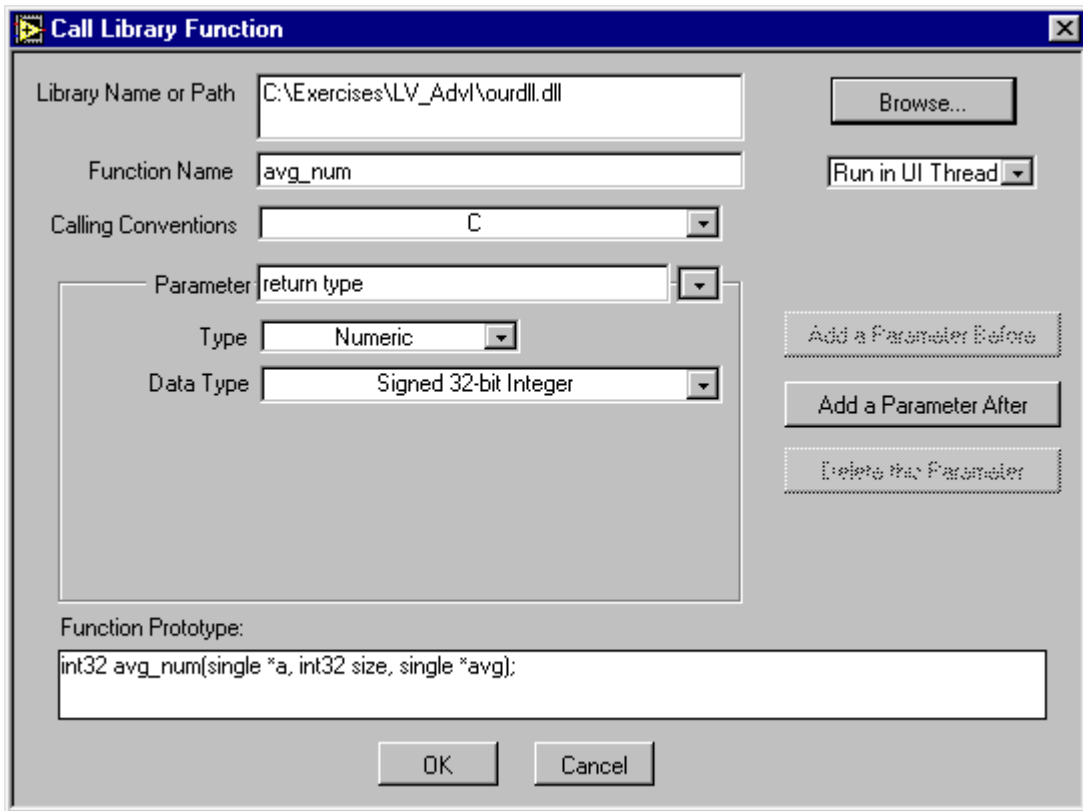 Call Library Function
Library Name or Path
C:\Exercises\LV_AdvI\ourdll.dll
Browse...
Function Name
avg_num
Run in UI Thread
Calling Conventions
C
Parameter
return type
Type
Numeric
Add a Parameter Before
Data Type
Signed 32-bit Integer
Add a Parameter After
Delete this Parameter
Function Prototype:
int32 avg_num(single *a, int32 size, single *avg);
OK
Cancel